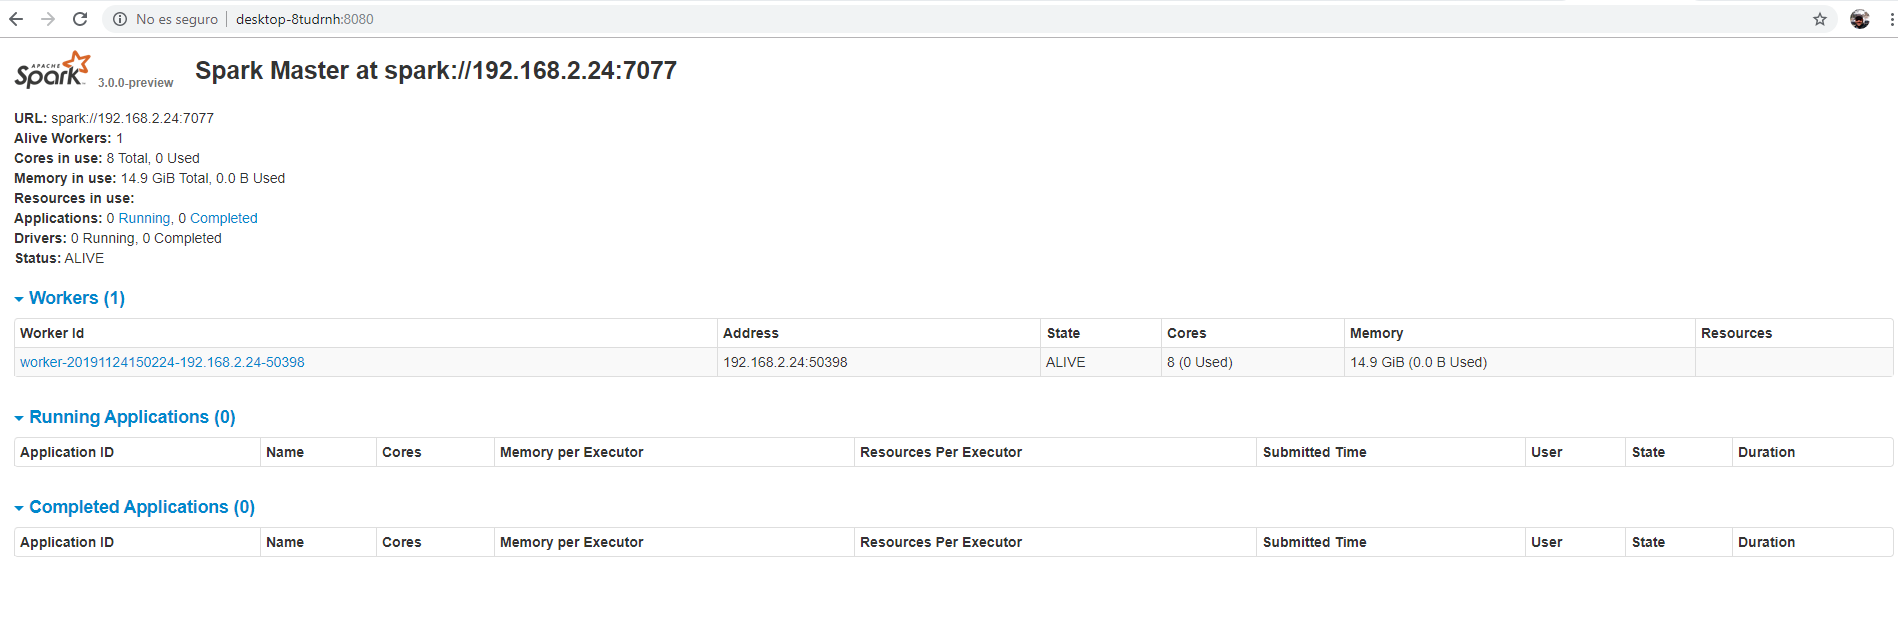 No es seguro | desktop-8tudrnh:8080
APACHE
Spark 3.0.0-preview Spark Master at spark://192.168.2.24:7077
URL: spark://192.168.2.24:7077
Alive Workers: 1
Cores in use: 8 Total, 0 Used
Memory in use: 14.9 GiB Total, 0.0 B Used
Resources in use:
Applications: 0 Running, 0 Completed
Drivers: 0 Running, 0 Completed
Status: ALIVE
Workers (1)
Worker Id Address State Cores Memory Resources
worker-20191124150224-192.168.2.24-50398 192.168.2.24:50398 ALIVE 8 (0 Used) 14.9 GiB (0.0 B Used)
Running Applications (0)
Application ID Name Cores Memory per Executor Resources Per Executor Submitted Time User State Duration
Completed Applications (0)
Application ID Name Cores Memory per Executor Resources Per Executor Submitted Time User State Duration